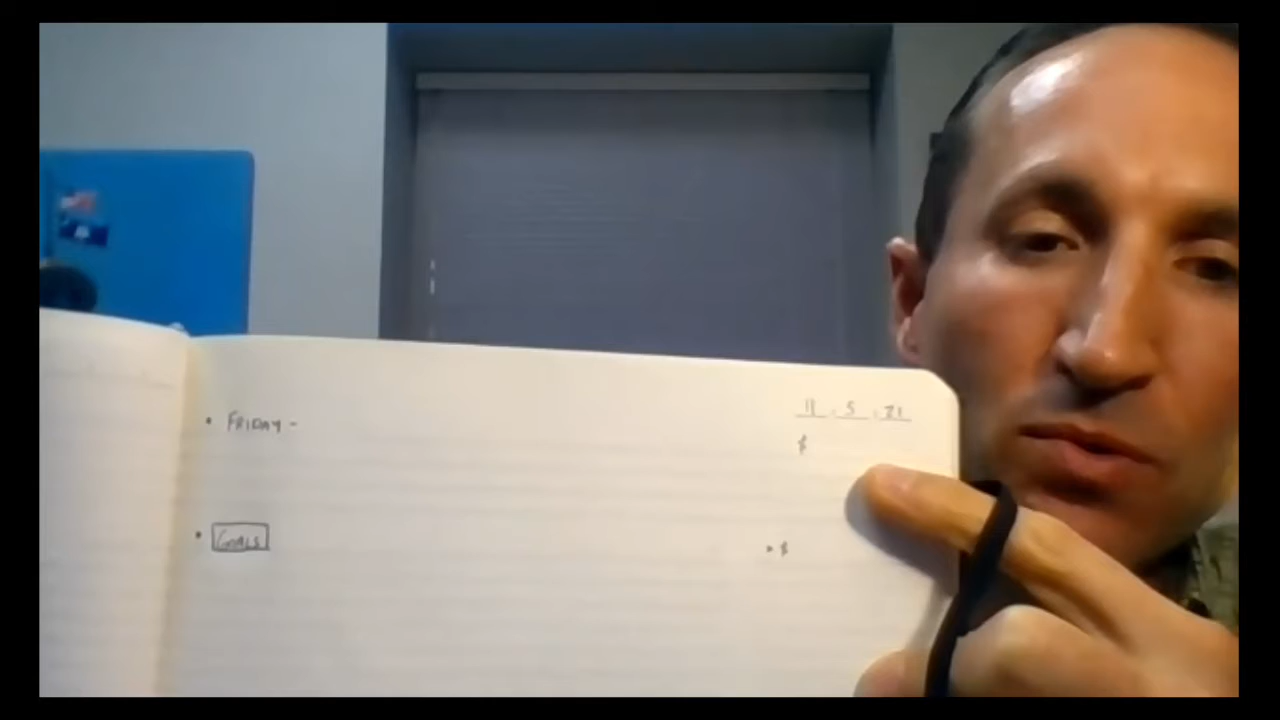 11.5.21
• FRIDAY -
$
• GOALS
• $